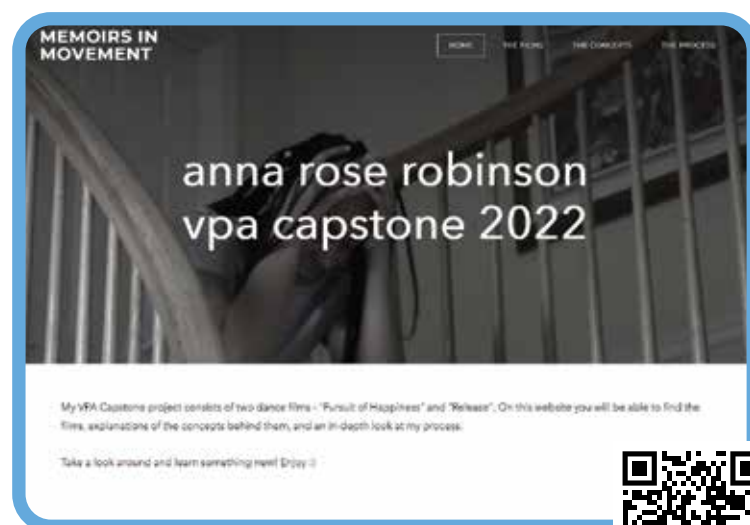 MEMOIRS IN
MOVEMENT
HOME THE FILMS THE CONCEPTS THE PROCESS
anna rose robinson
vpa capstone 2022
My VPA Capstone project consists of two dance films - "Pursuit of Happiness" and "Release". On this website you will be able to find the
films, explanations of the concepts behind them, and an in-depth look at my process.
Take a look around and learn something new! Enjoy :)